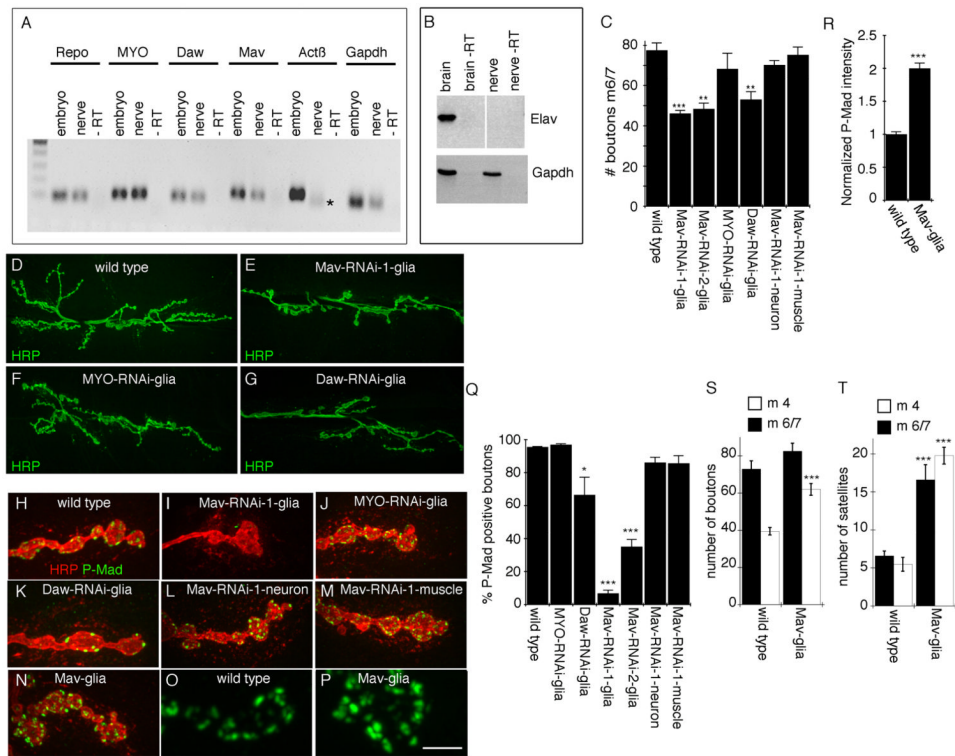 A
Repo MYO Daw Mav Actß Gapdh
embryo nerve - RT embryo nerve - RT embryo nerve - RT embryo nerve - RT embryo nerve - RT embryo nerve - RT
*
B
brain brain -RT nerve nerve -RT
Elav
Gapdh
C
# boutons m6/7
80
60
40
20
0
*** ** **
wild type
Mav-RNAi-1-glia
Mav-RNAi-2-glia
MYO-RNAi-glia
Daw-RNAi-glia
Mav-RNAi-1-neuron
Mav-RNAi-1-muscle
R
Normalized P-Mad intensity
2.5
2
1.5
1
0.5
0
***
wild type
Mav-glia
D wild type
HRP
E Mav-RNAi-1-glia
HRP
F MYO-RNAi-glia
HRP
G Daw-RNAi-glia
HRP
H wild type
HRP P-Mad
I Mav-RNAi-1-glia
J MYO-RNAi-glia
K Daw-RNAi-glia
L Mav-RNAi-1-neuron
M Mav-RNAi-1-muscle
N Mav-glia
O wild type
P Mav-glia
Q
% P-Mad positive boutons
100
80
60
40
20
0
* *** ***
wild type
MYO-RNAi-glia
Daw-RNAi-glia
Mav-RNAi-1-glia
Mav-RNAi-2-glia
Mav-RNAi-1-neuron
Mav-RNAi-1-muscle
S
m 4
m 6/7
number of boutons
100
80
60
40
20
0
***
wild type
Mav-glia
T
m 4
m 6/7
number of satellites
20
15
10
5
0
*** ***
wild type
Mav-glia